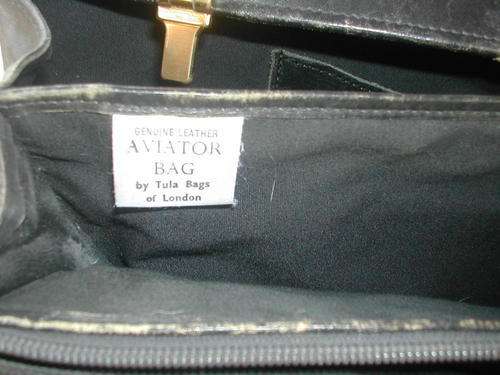 GENUINE LEATHER
AVIATOR
BAG
by Tula Bags
of London